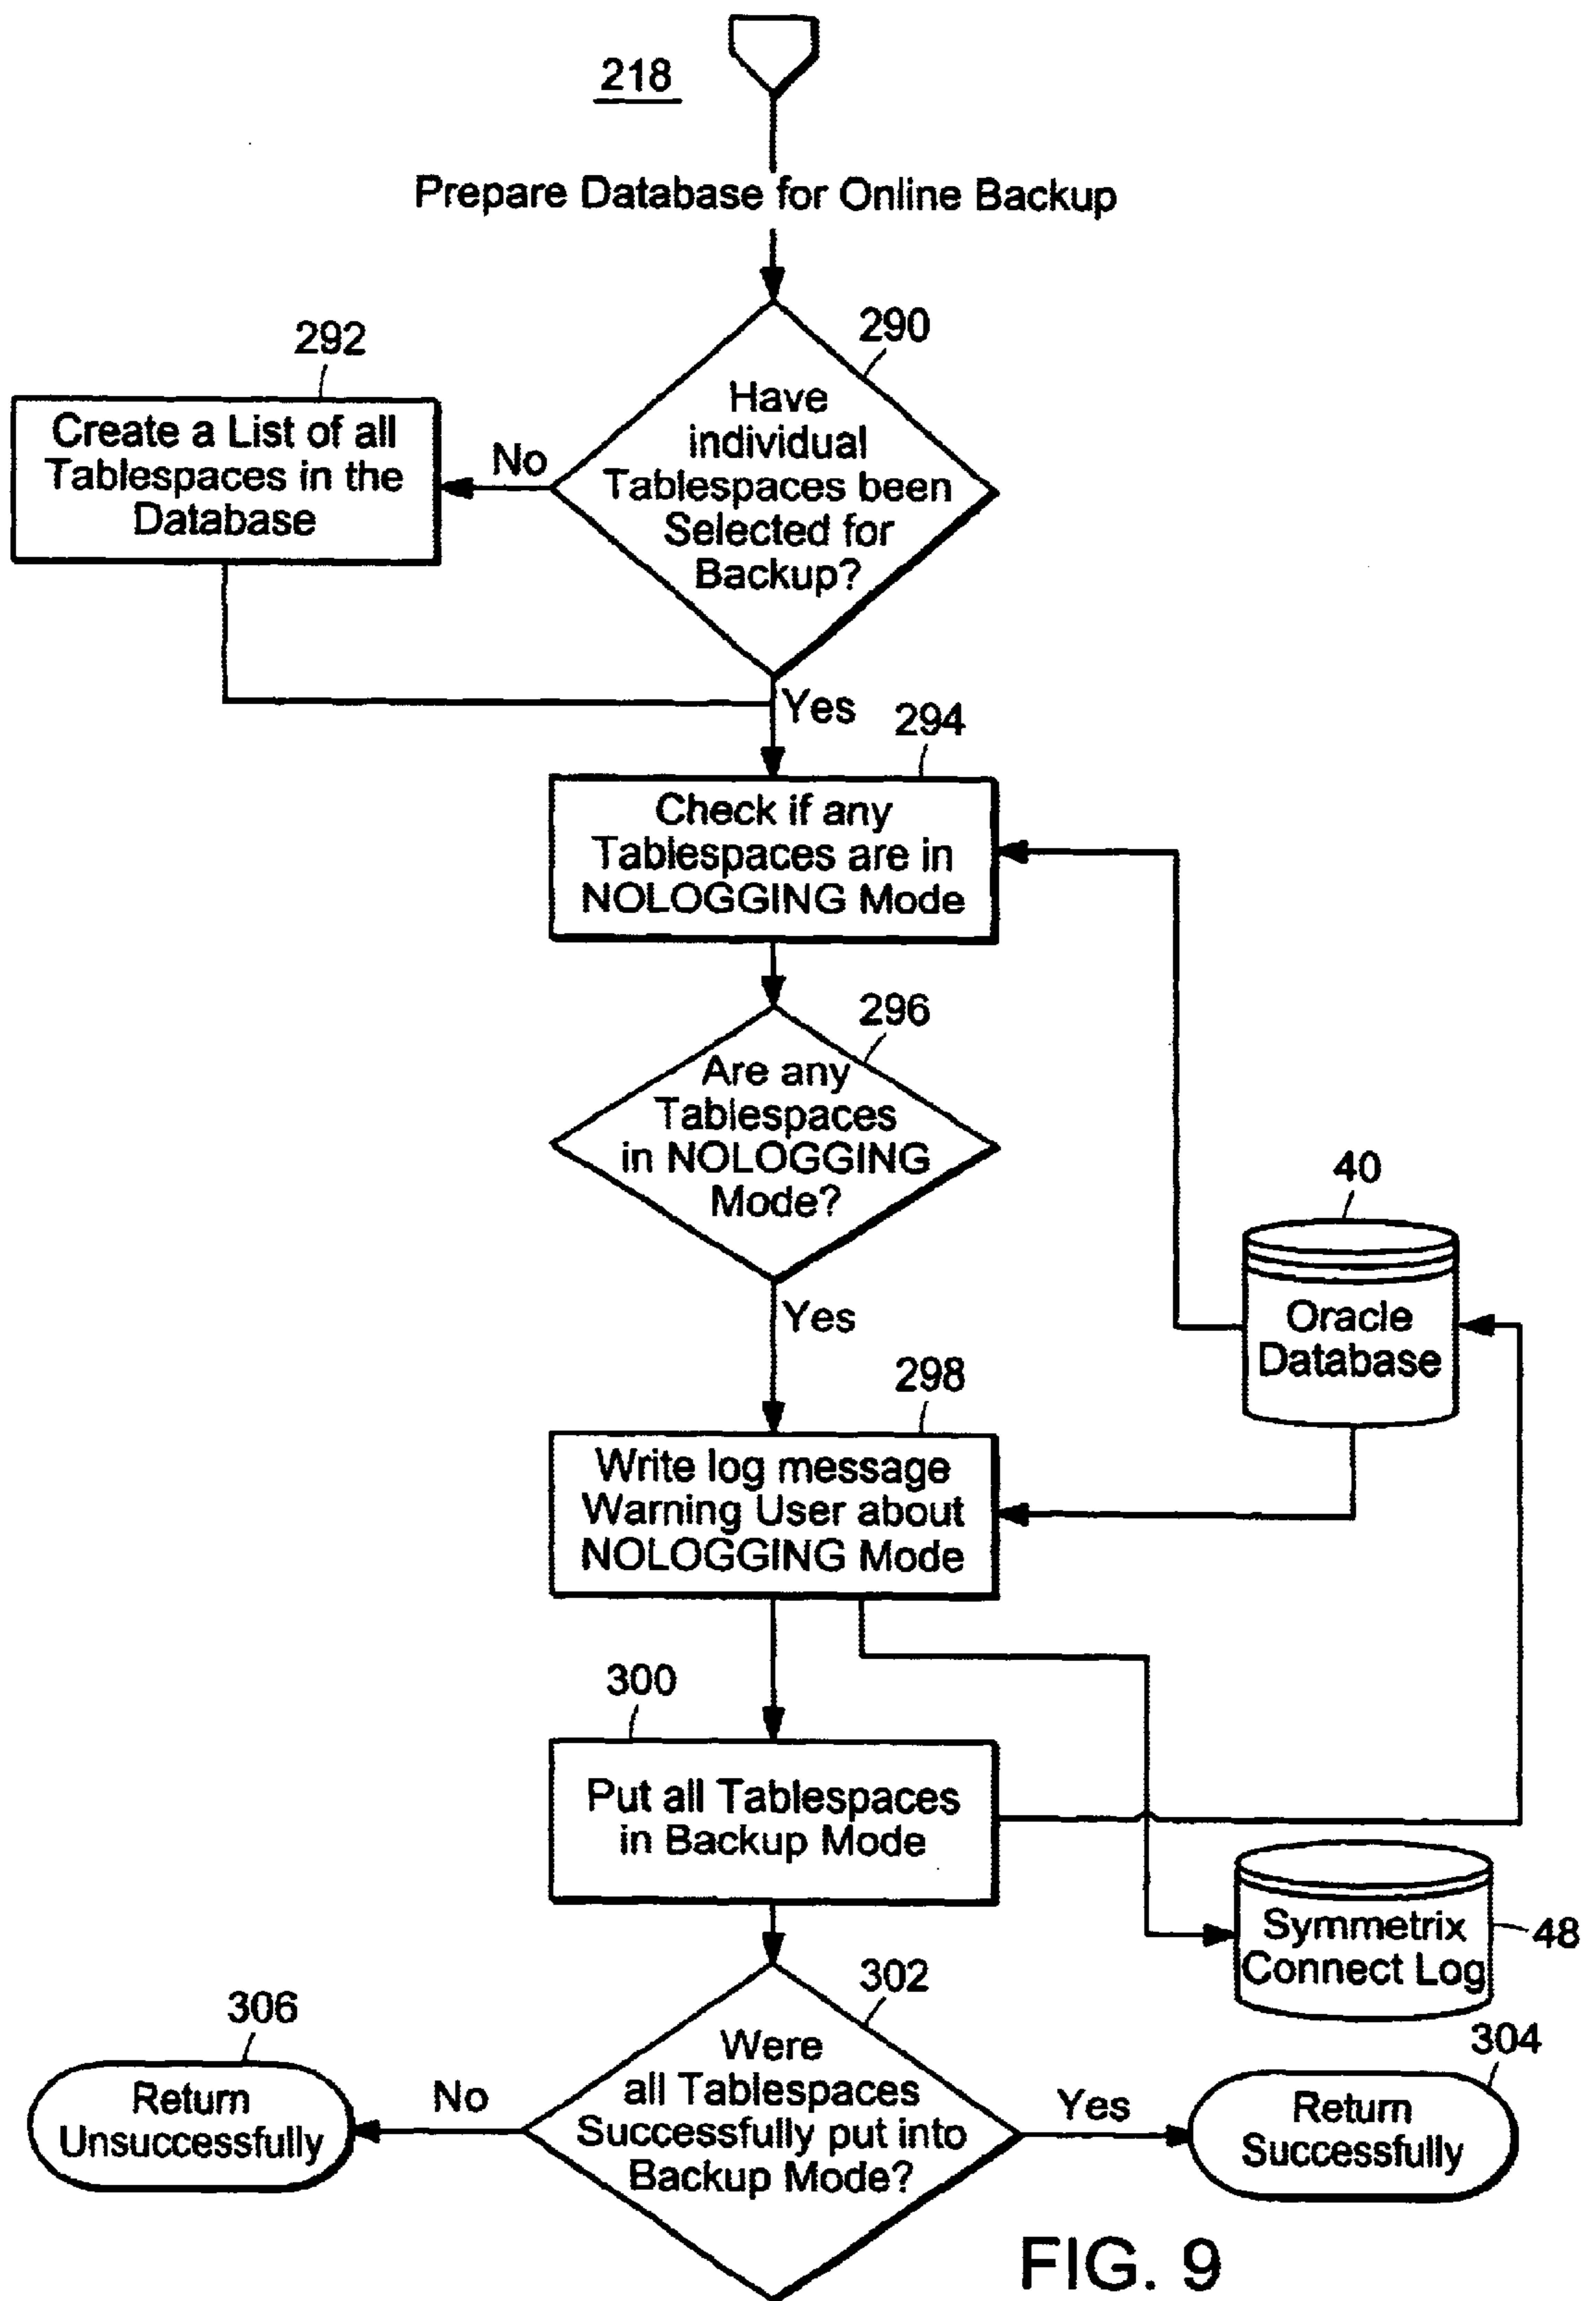 218
Prepare Database for Online Backup
290
Have
individual
Tablespaces been
Selected for
Backup?
No
292
Create a List of all
Tablespaces in the
Database
Yes
294
Check if any
Tablespaces are in
NOLOGGING Mode
296
Are any
Tablespaces
in NOLOGGING
Mode?
40
Oracle
Database
Yes
298
Write log message
Warning User about
NOLOGGING Mode
300
Put all Tablespaces
in Backup Mode
Symmetrix
Connect Log
48
302
Were
all Tablespaces
Successfully put into
Backup Mode?
No
306
Return
Unsuccessfully
Yes
304
Return
Successfully
FIG. 9